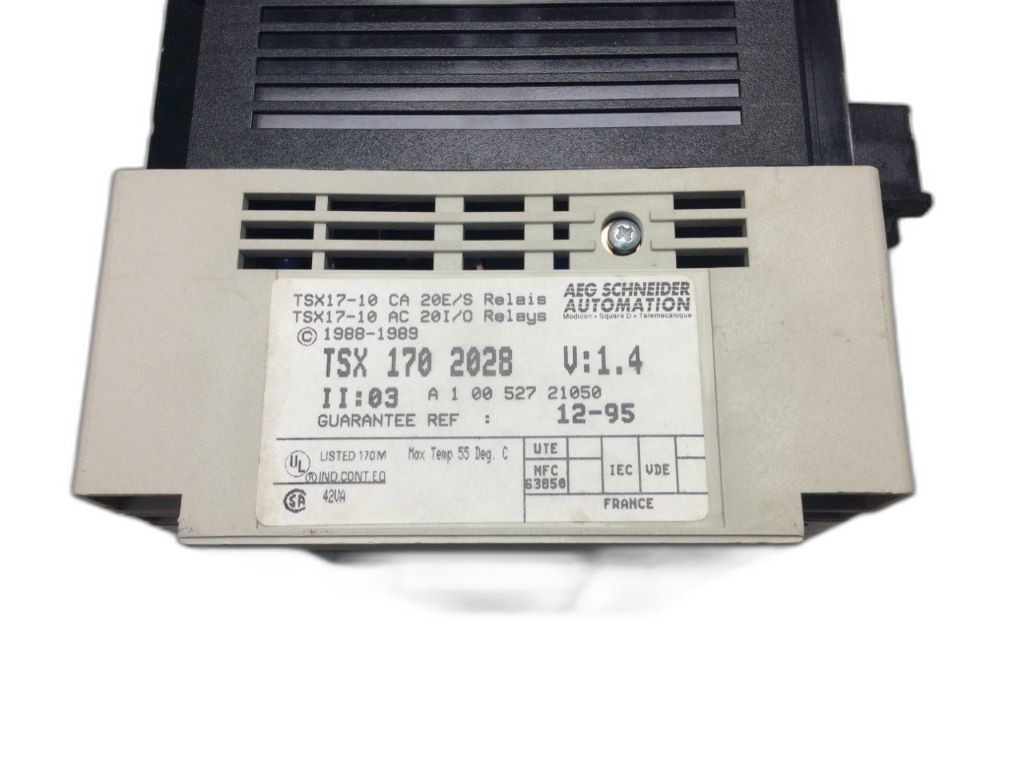 TSX17-10 CA 20E/S Relais
TSX17-10 AC 20I/O Relays
© 1988-1989
AEG SCHNEIDER
AUTOMATION
Modicon • Square D • Telemecanique
TSX 170 2028 V:1.4
II:03 A 1 00 527 21050
GUARANTEE REF : 12-95
UL ® LISTED 170M
IND.CONT.EQ
Max Temp 55 Deg. C
SA 42VA
UTE
NFC
63850
IEC VDE
FRANCE